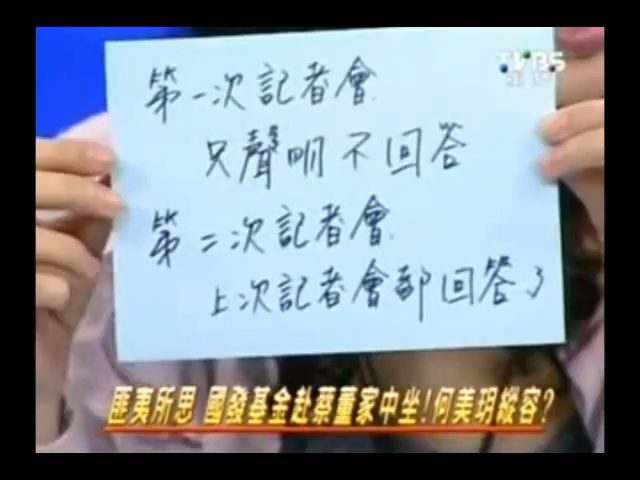 TVBS
第一次記者會
只聲明不回答
第二次記者會
上次記者會都回答了
匪夷所思 國發基金赴蔡董家中坐!何美玥縱容?